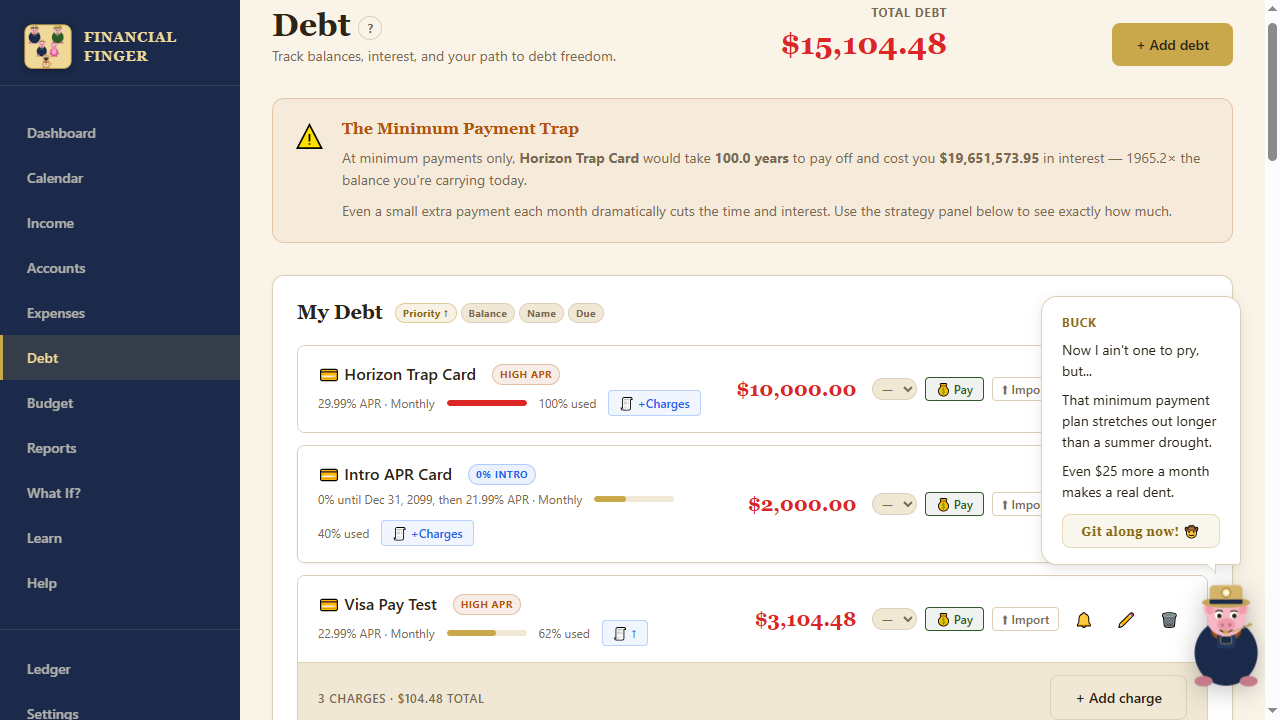 FINANCIAL
FINGER
Dashboard
Calendar
Income
Accounts
Expenses
Debt
Budget
Reports
What If?
Learn
Help
Ledger
Settings
Debt ?
Track balances, interest, and your path to debt freedom.
TOTAL DEBT
$15,104.48
+ Add debt
The Minimum Payment Trap
At minimum payments only, Horizon Trap Card would take 100.0 years to pay off and cost you $19,651,573.95 in interest — 1965.2× the
balance you're carrying today.
Even a small extra payment each month dramatically cuts the time and interest. Use the strategy panel below to see exactly how much.
My Debt Priority ↑ Balance Name Due
Horizon Trap Card HIGH APR
29.99% APR · Monthly 100% used +Charges
$10,000.00 — Pay ⬆ Impo
Intro APR Card 0% INTRO
0% until Dec 31, 2099, then 21.99% APR · Monthly
40% used +Charges
$2,000.00 — Pay ⬆ Impo
Visa Pay Test HIGH APR
22.99% APR · Monthly 62% used ↑
$3,104.48 — Pay ⬆ Import
3 CHARGES · $104.48 TOTAL
+ Add charge
BUCK
Now I ain't one to pry,
but...
That minimum payment
plan stretches out longer
than a summer drought.
Even $25 more a month
makes a real dent.
Git along now! 🤠